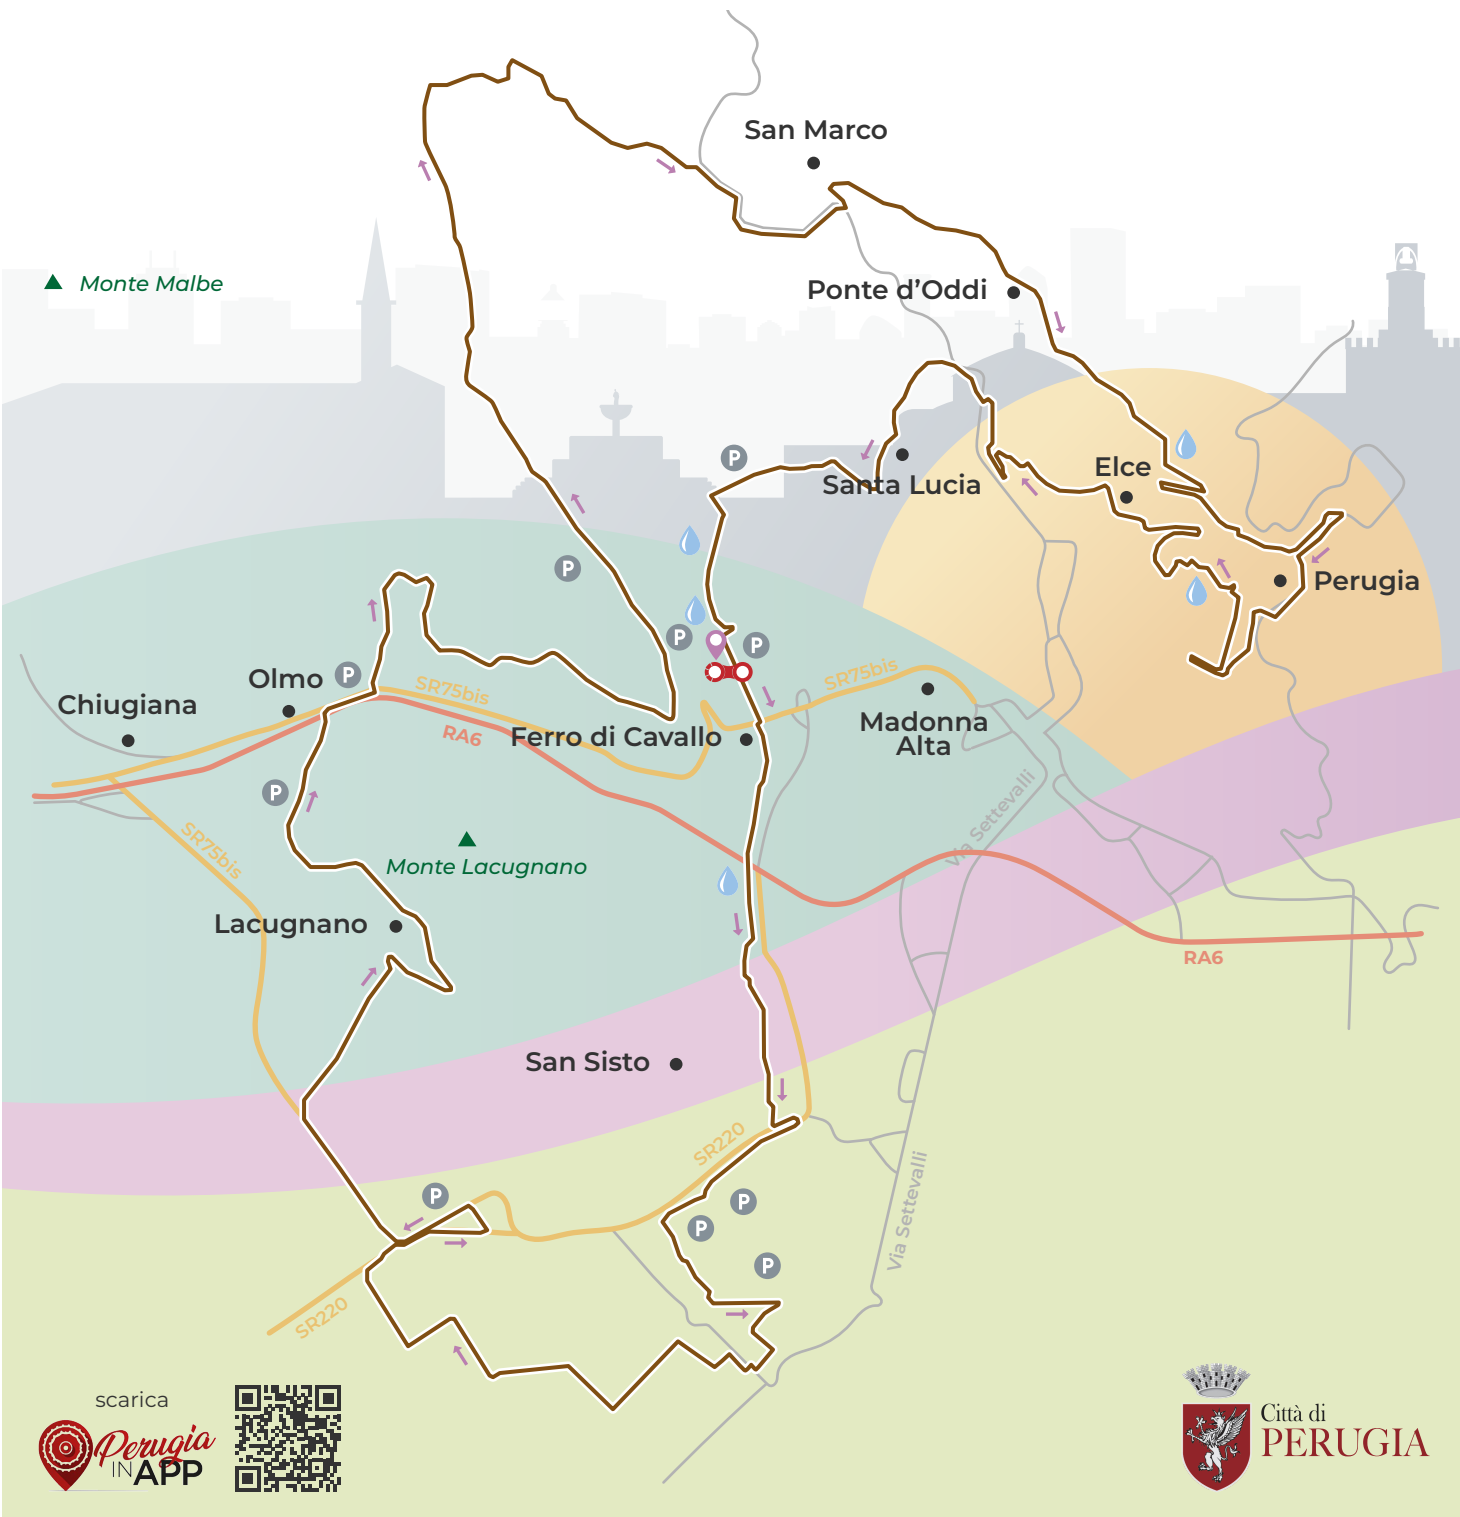 San Marco
Monte Malbe
Ponte d'Oddi
P
Elce
Santa Lucia
P
Perugia
P
P
Olmo
P
SR75bis
SR75bis
Chiugiana
Madonna
Alta
RA6
Ferro di Cavallo
P
Via Settevalli
SR75bis
Monte Lacugnano
Lacugnano
RA6
San Sisto
SR220
P
P
P
Via Settevalli
P
SR220
scarica
Perugia
IN APP
Città di
PERUGIA